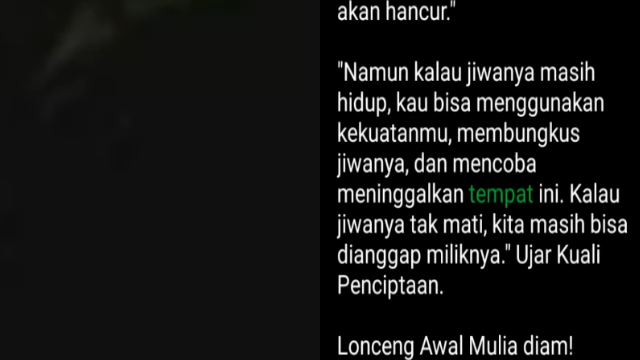 akan hancur."
"Namun kalau jiwanya masih
hidup, kau bisa menggunakan
kekuatanmu, membungkus
jiwanya, dan mencoba
meninggalkan tempat ini. Kalau
jiwanya tak mati, kita masih bisa
dianggap miliknya." Ujar Kuali
Penciptaan.
Lonceng Awal Mulia diam!